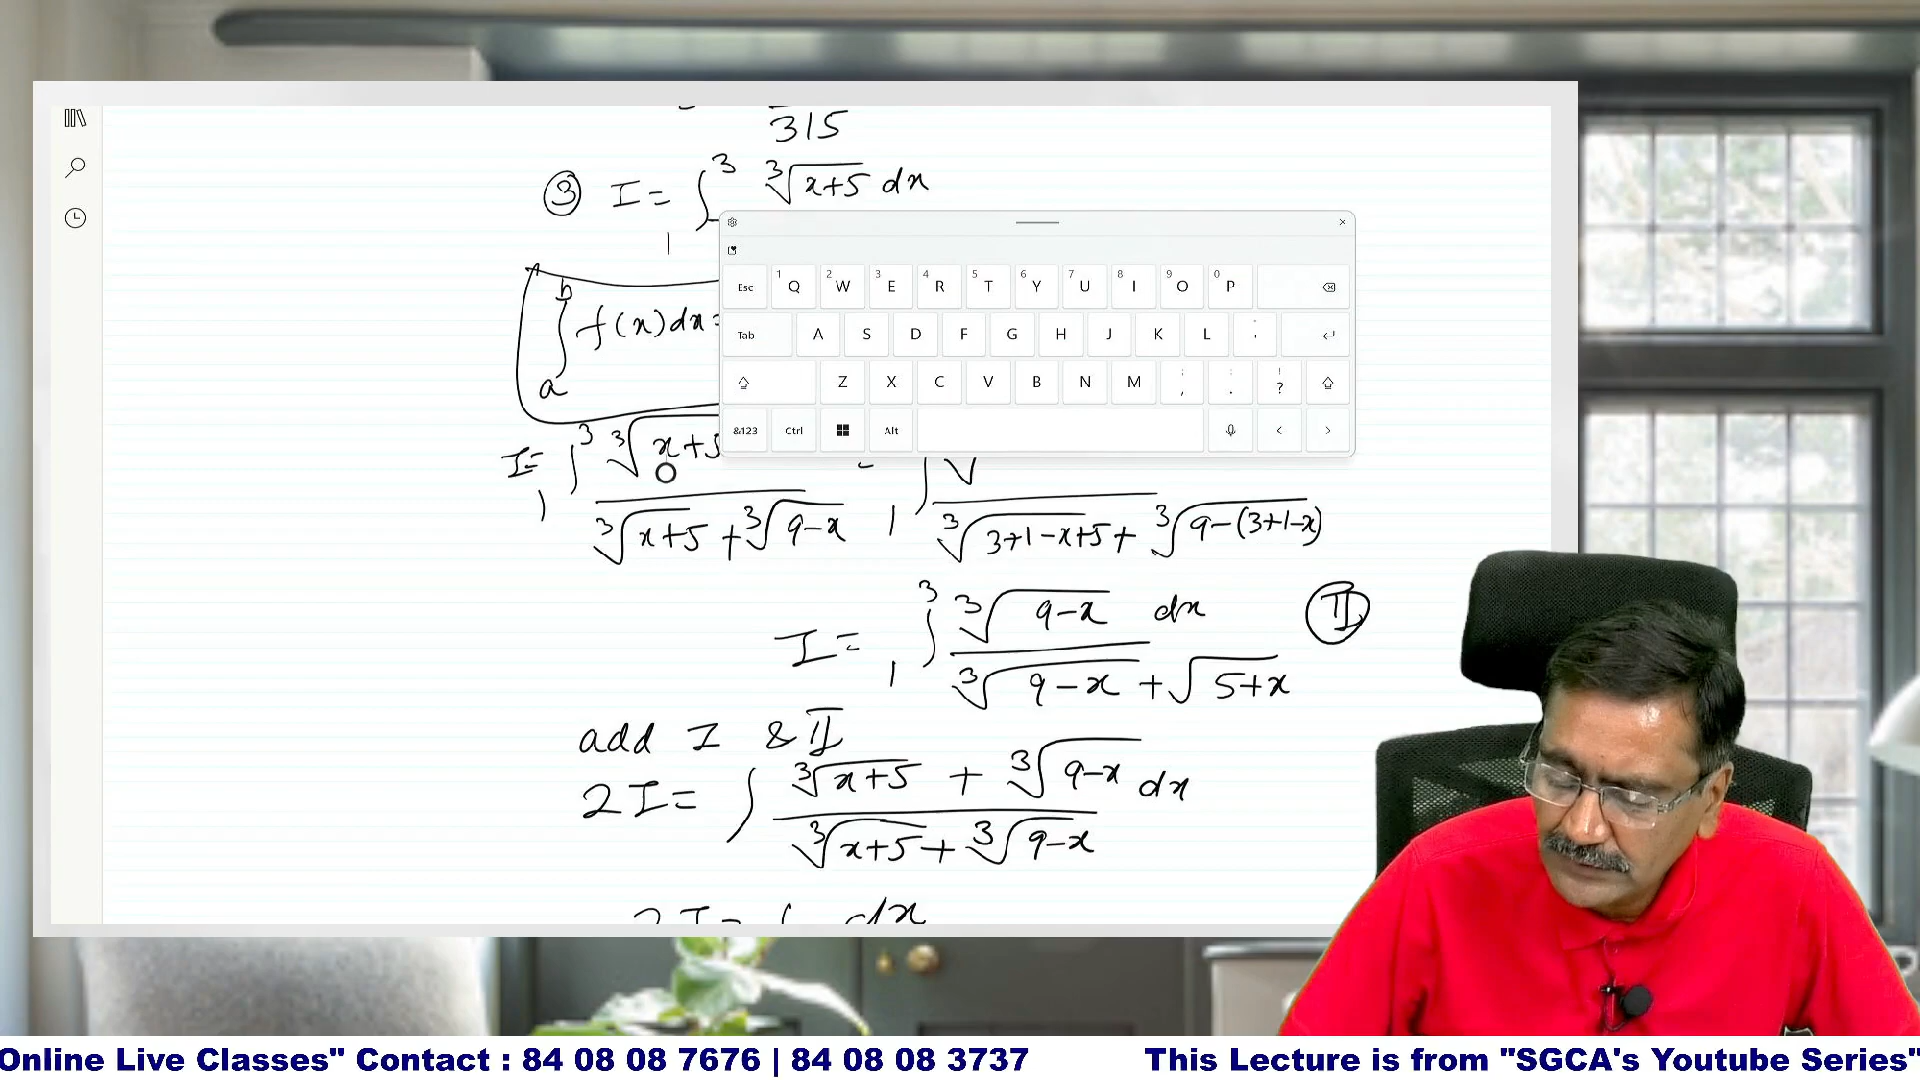 315
③ I = ∫₁³ ∛(x+5) dx
∫ₐᵇ f(x)dx =
I = ∫₁³ ∛(x+5
∛(x+5) + ∛(9-x)
1 ∫ √
∛(3+1-x+5) + ∛(9-(3+1-x))
I = ∫₁³ ∛(9-x) dx / (∛(9-x) + √(5+x)) Ⅱ
add I & II
2I = ∫ (∛(x+5) + ∛(9-x)) / (∛(x+5) + ∛(9-x)) dx
2I = ∫ dx
Esc 1 Q 2 W 3 E 4 R 5 T 6 Y 7 U 8 I 9 O 0 P
Tab A S D F G H J K L
Z X C V B N M ; , : . ! ?
&123 Ctrl Alt < >
Online Live Classes" Contact : 84 08 08 7676 | 84 08 08 3737 This Lecture is from "SGCA's Youtube Series"